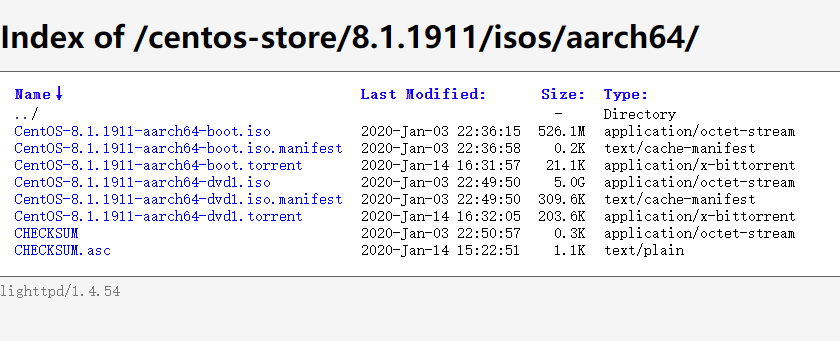 Index of /centos-store/8.1.1911/isos/aarch64/
Name↓ Last Modified: Size: Type:
../ - Directory
CentOS-8.1.1911-aarch64-boot.iso 2020-Jan-03 22:36:15 526.1M application/octet-stream
CentOS-8.1.1911-aarch64-boot.iso.manifest 2020-Jan-03 22:36:58 0.2K text/cache-manifest
CentOS-8.1.1911-aarch64-boot.torrent 2020-Jan-14 16:31:57 21.1K application/x-bittorrent
CentOS-8.1.1911-aarch64-dvd1.iso 2020-Jan-03 22:49:50 5.0G application/octet-stream
CentOS-8.1.1911-aarch64-dvd1.iso.manifest 2020-Jan-03 22:49:50 309.6K text/cache-manifest
CentOS-8.1.1911-aarch64-dvd1.torrent 2020-Jan-14 16:32:05 203.6K application/x-bittorrent
CHECKSUM 2020-Jan-03 22:50:57 0.3K application/octet-stream
CHECKSUM.asc 2020-Jan-14 15:22:51 1.1K text/plain
lighttpd/1.4.54